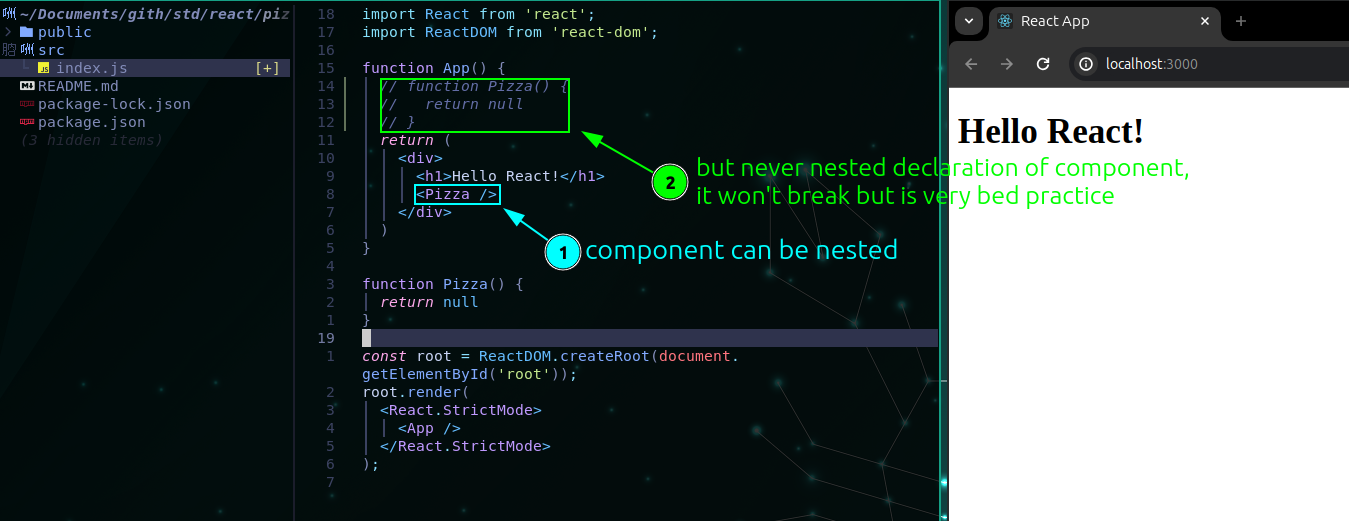 ~/Documents/gith/std/react/piz
public
src
index.js [+]
README.md
package-lock.json
package.json
(3 hidden items)
18 import React from 'react';
17 import ReactDOM from 'react-dom';
16
15 function App() {
14 // function Pizza() {
13 //   return null
12 // }
11 return (
10 <div>
9 <h1>Hello React!</h1>
8 <Pizza />
7 </div>
6 )
5 }
4
3 function Pizza() {
2 return null
1 }
19
1 const root = ReactDOM.createRoot(document.
getElementById('root'));
2 root.render(
3 <React.StrictMode>
4 <App />
5 </React.StrictMode>
6 );
7
2 but never nested declaration of component,
it won't break but is very bed practice
1 component can be nested
React App
localhost:3000
Hello React!